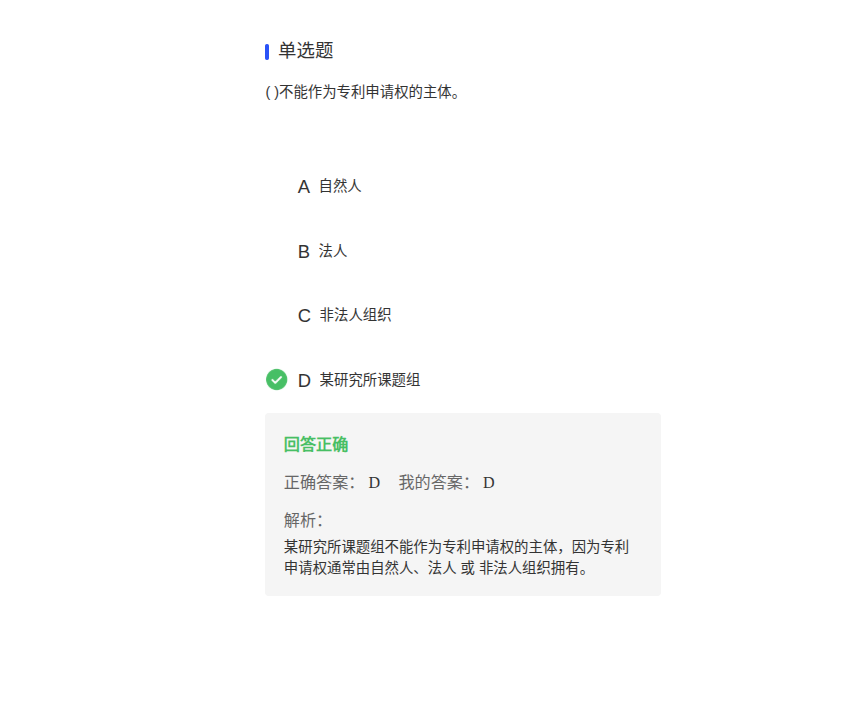 单选题
( )不能作为专利申请权的主体。
A 自然人
B 法人
C 非法人组织
D 某研究所课题组
回答正确
正确答案： D 我的答案： D
解析：
某研究所课题组不能作为专利申请权的主体，因为专利
申请权通常由自然人、法人 或 非法人组织拥有。